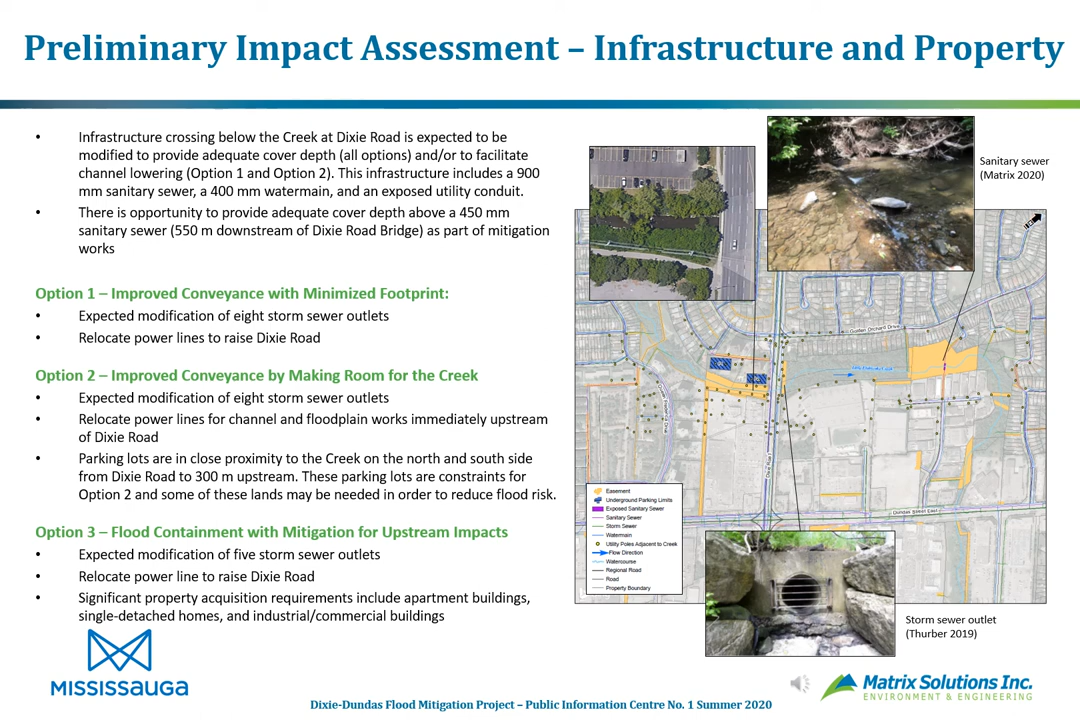 Preliminary Impact Assessment – Infrastructure and Property
• Infrastructure crossing below the Creek at Dixie Road is expected to be
modified to provide adequate cover depth (all options) and/or to facilitate
channel lowering (Option 1 and Option 2). This infrastructure includes a 900
mm sanitary sewer, a 400 mm watermain, and an exposed utility conduit.
• There is opportunity to provide adequate cover depth above a 450 mm
sanitary sewer (550 m downstream of Dixie Road Bridge) as part of mitigation
works
Option 1 – Improved Conveyance with Minimized Footprint:
• Expected modification of eight storm sewer outlets
• Relocate power lines to raise Dixie Road
Option 2 – Improved Conveyance by Making Room for the Creek
• Expected modification of eight storm sewer outlets
• Relocate power lines for channel and floodplain works immediately upstream
of Dixie Road
• Parking lots are in close proximity to the Creek on the north and south side
from Dixie Road to 300 m upstream. These parking lots are constraints for
Option 2 and some of these lands may be needed in order to reduce flood risk.
Option 3 – Flood Containment with Mitigation for Upstream Impacts
• Expected modification of five storm sewer outlets
• Relocate power line to raise Dixie Road
• Significant property acquisition requirements include apartment buildings,
single-detached homes, and industrial/commercial buildings
Sanitary sewer
(Matrix 2020)
Golden Orchard Drive
Dixie Road
Dundas Street East
Easement
Underground Parking Limits
Exposed Sanitary Sewer
Sanitary Sewer
Storm Sewer
Watermain
Utility Poles Adjacent to Creek
Flow Direction
Watercourse
Regional Road
Road
Property Boundary
Storm sewer outlet
(Thurber 2019)
MISSISSAUGA
Matrix Solutions Inc.
ENVIRONMENT & ENGINEERING
Dixie-Dundas Flood Mitigation Project – Public Information Centre No. 1 Summer 2020